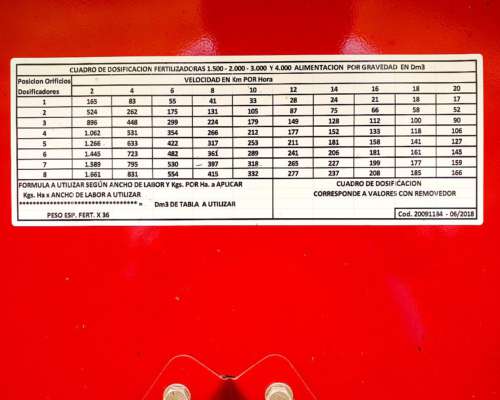 CUADRO DE DOSIFICACION FERTILIZADORAS 1.500 - 2.000 - 3.000 Y 4.000 ALIMENTACION POR GRAVEDAD EN Dm3
Posicion Orificios Dosificadores VELOCIDAD EN Km POR Hora
2 4 6 8 10 12 14 16 18 20
1 165 83 55 41 33 28 24 21 18 17
2 524 262 175 131 105 87 75 66 58 52
3 896 448 299 224 179 149 128 112 100 90
4 1.062 531 354 266 212 177 152 133 118 106
5 1.266 633 422 317 253 211 181 158 141 127
6 1.445 723 482 361 289 241 206 181 161 145
7 1.589 795 530 397 318 265 227 199 177 159
8 1.661 831 554 415 332 277 237 208 185 166
FORMULA A UTILIZAR SEGÚN ANCHO DE LABOR Y Kgs. POR Ha. a APLICAR
Kgs. Ha x ANCHO DE LABOR A UTILIZAR
********************************** = Dm3 DE TABLA A UTILIZAR
PESO ESP. FERT. X 36
CUADRO DE DOSIFICACION
CORRESPONDE A VALORES CON REMOVEDOR
Cod. 20091184 - 06/2018